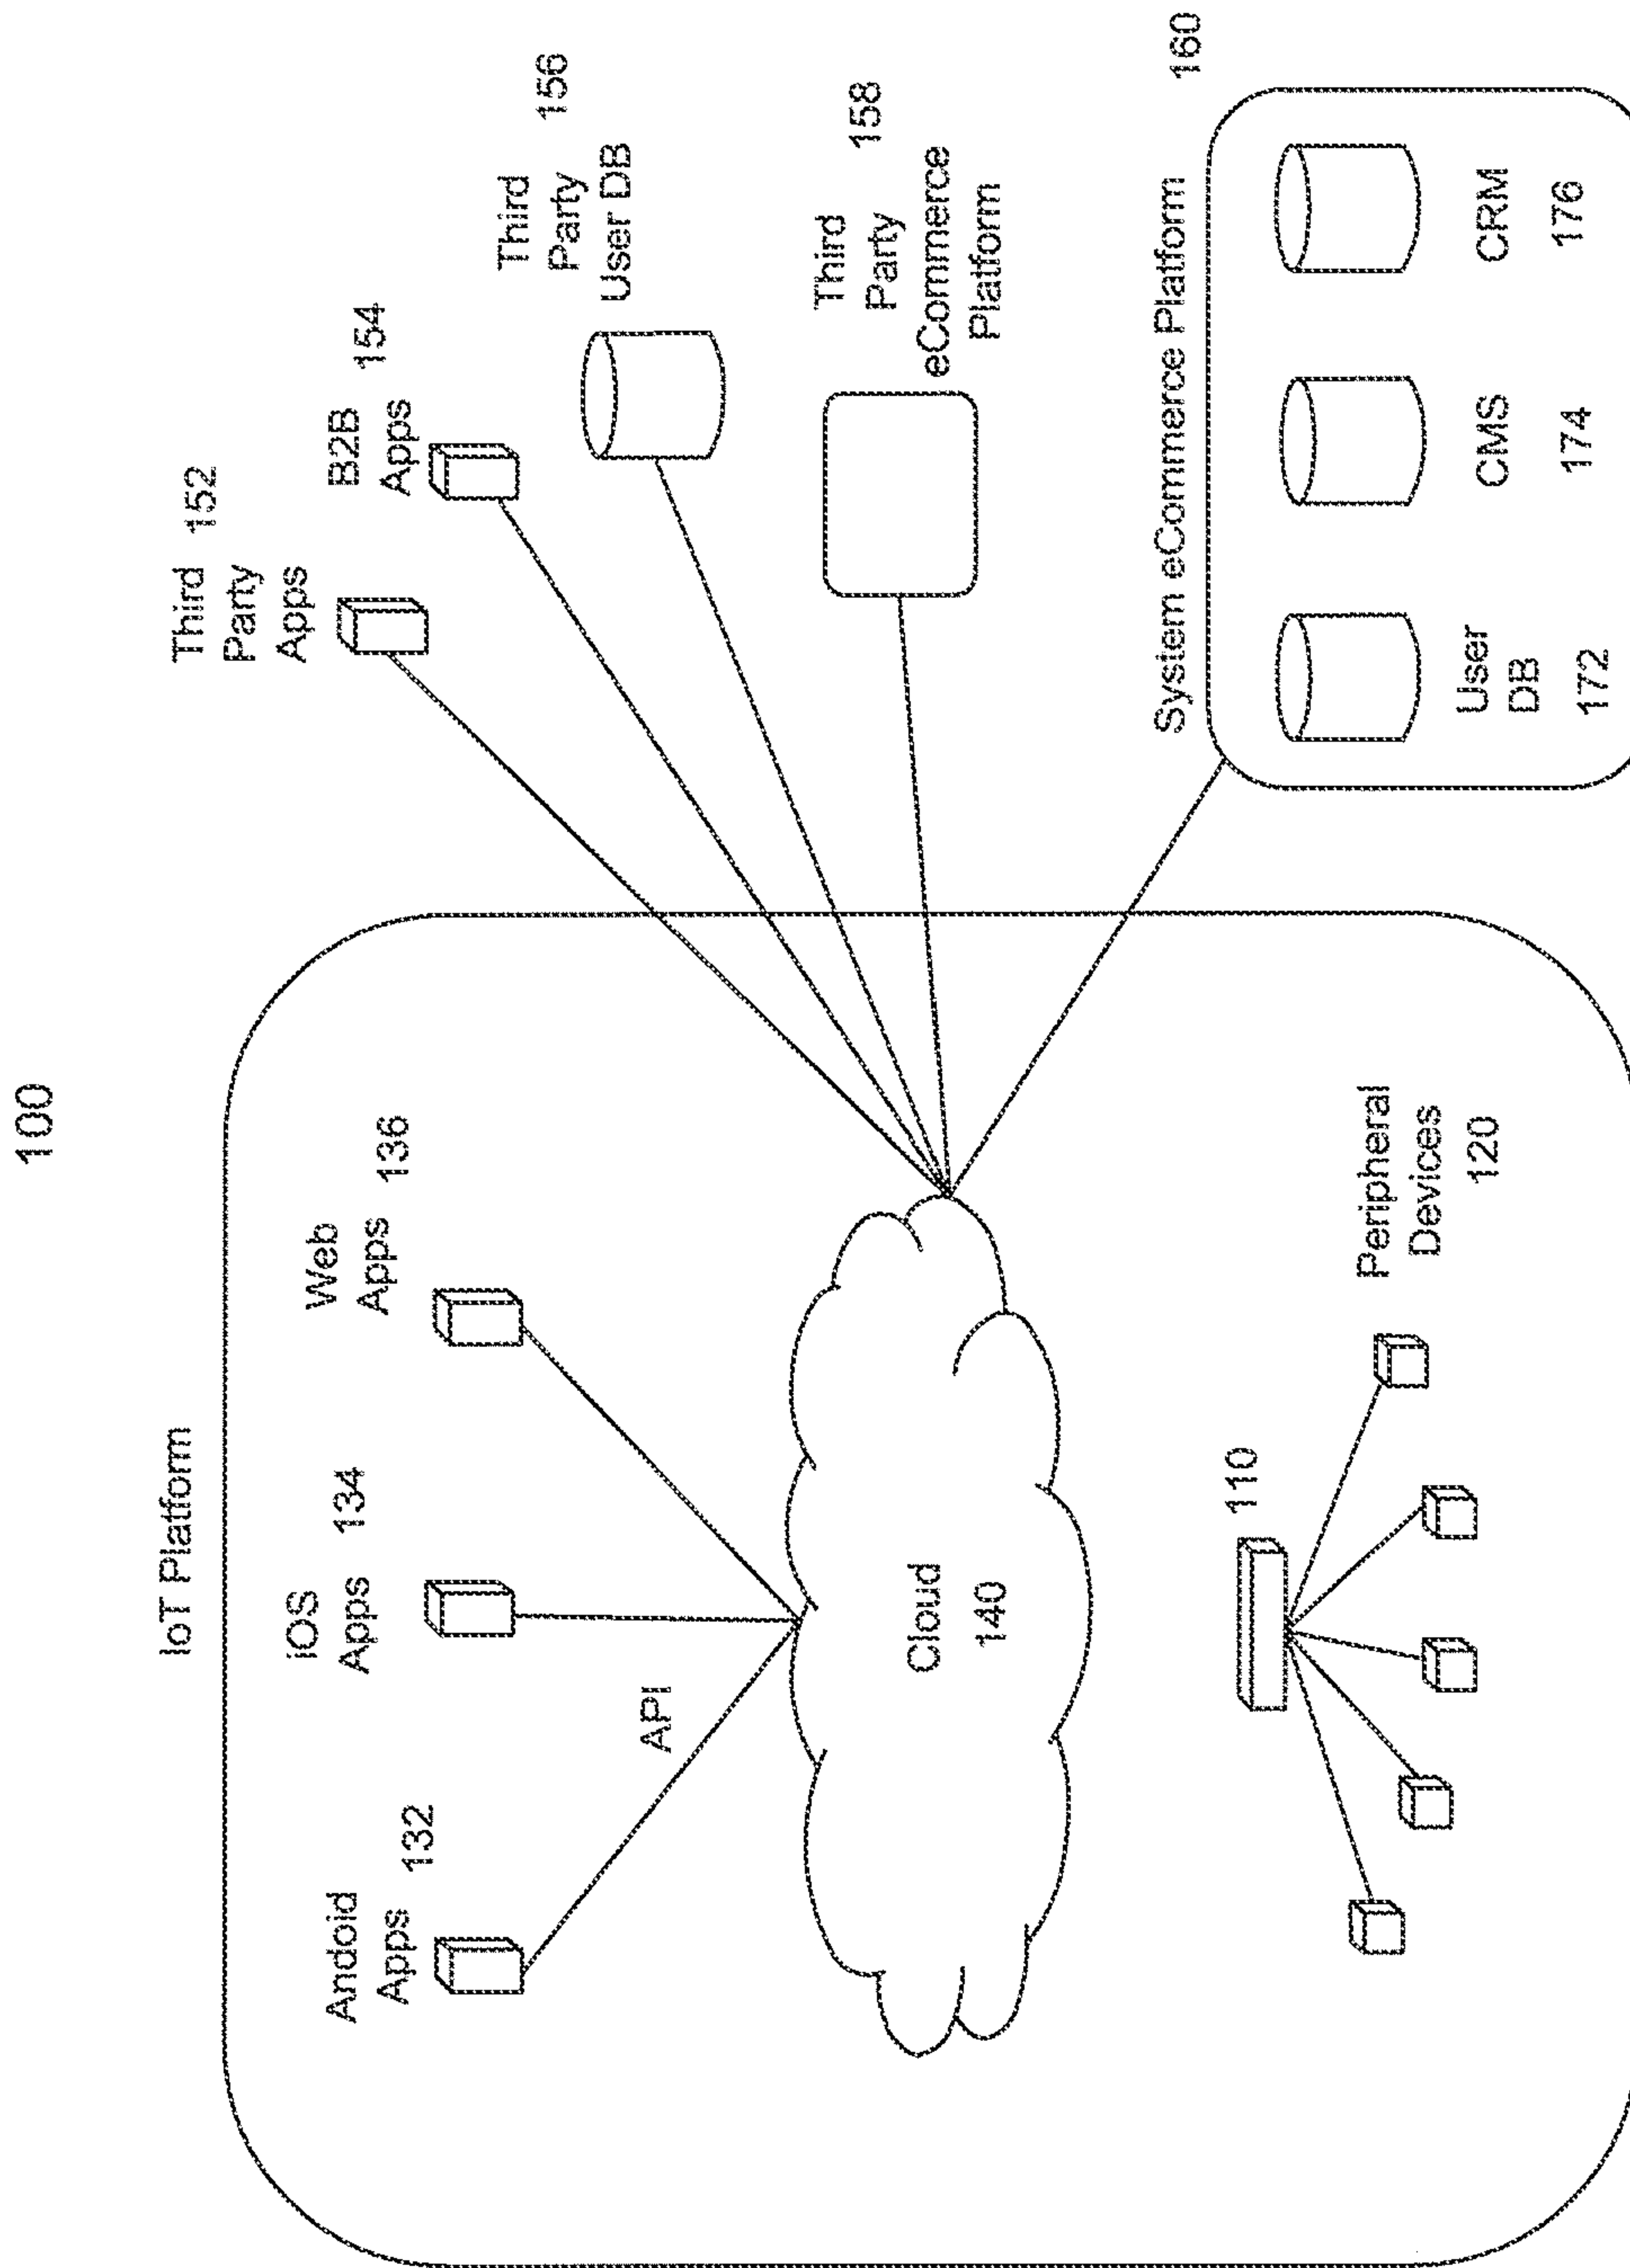 100
IoT Platform
Andoid
Apps 132
iOS
Apps 134
Web
Apps 136
API
Cloud
140
110
Peripheral
Devices
120
Third 152
Party
Apps
B2B 154
Apps
Third
Party 156
User DB
Third
Party 158
eCommerce
Platform
System eCommerce Platform 160
User
DB
172
CMS
174
CRM
176